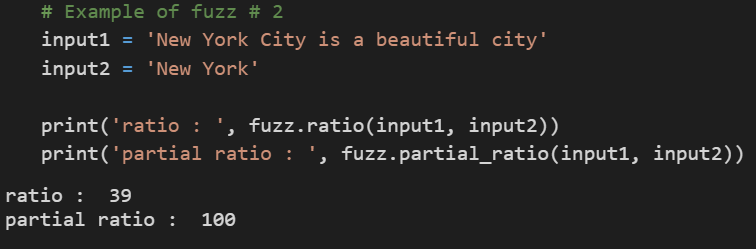 # Example of fuzz # 2
input1 = 'New York City is a beautiful city'
input2 = 'New York'
print('ratio : ', fuzz.ratio(input1, input2))
print('partial ratio : ', fuzz.partial_ratio(input1, input2))
ratio :  39
partial ratio :  100